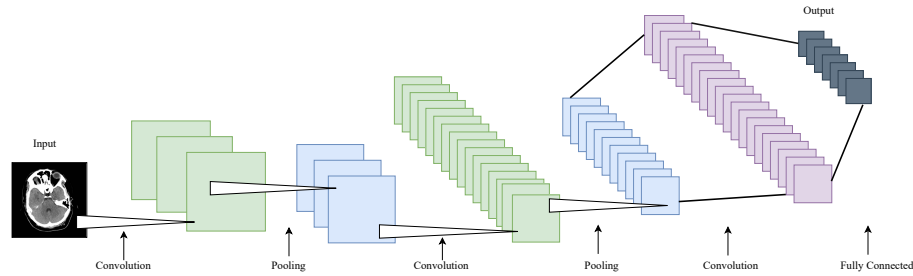 Output
Input
Convolution
Pooling
Convolution
Pooling
Convolution
Fully Connected